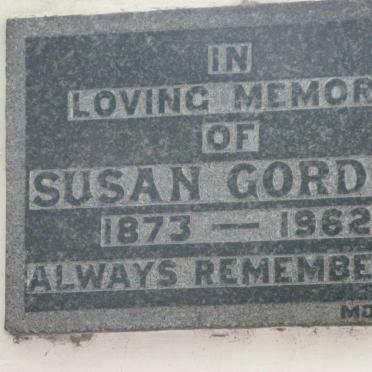 IN
LOVING MEMOR
OF
SUSAN GORD
1873 — 1962
ALWAYS REMEMBE